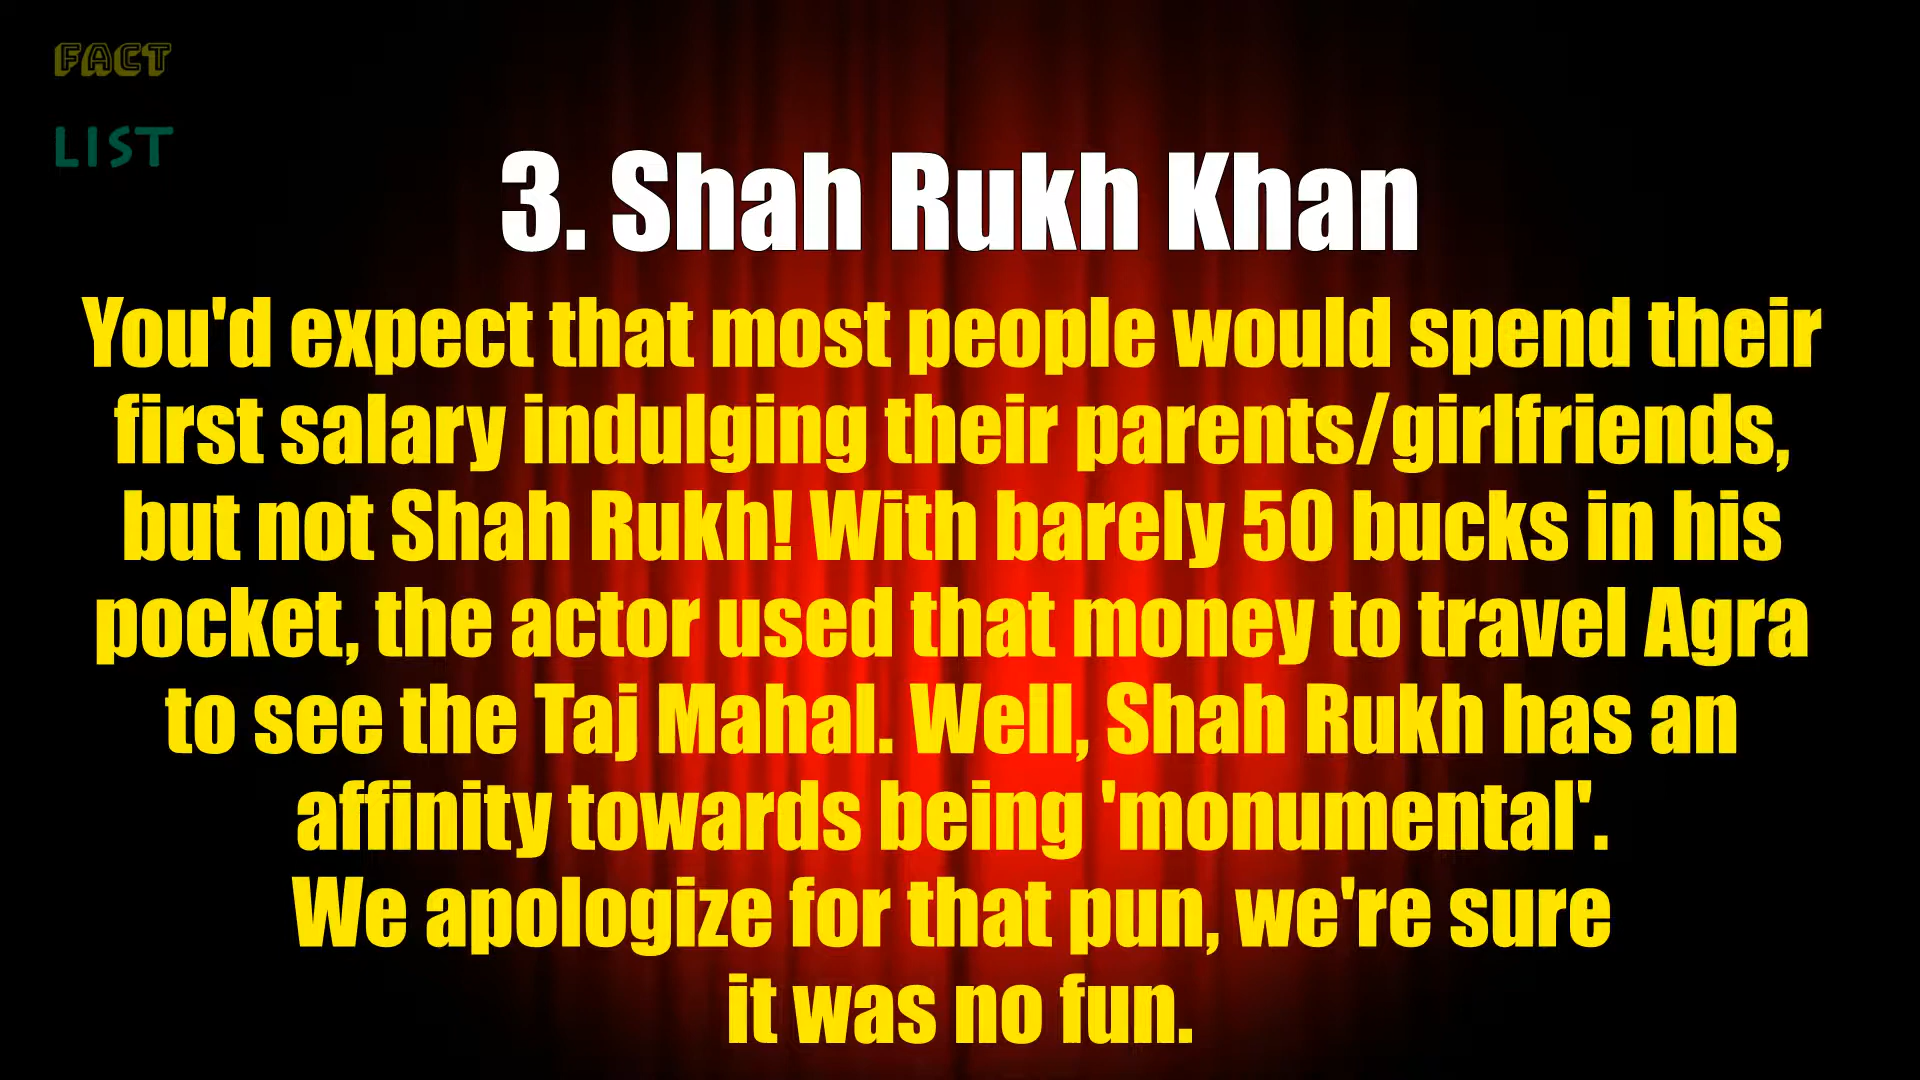 FACT
LIST
3. Shah Rukh Khan
You'd expect that most people would spend their
first salary indulging their parents/girlfriends,
but not Shah Rukh! With barely 50 bucks in his
pocket, the actor used that money to travel Agra
to see the Taj Mahal. Well, Shah Rukh has an
affinity towards being 'monumental'.
We apologize for that pun, we're sure
it was no fun.